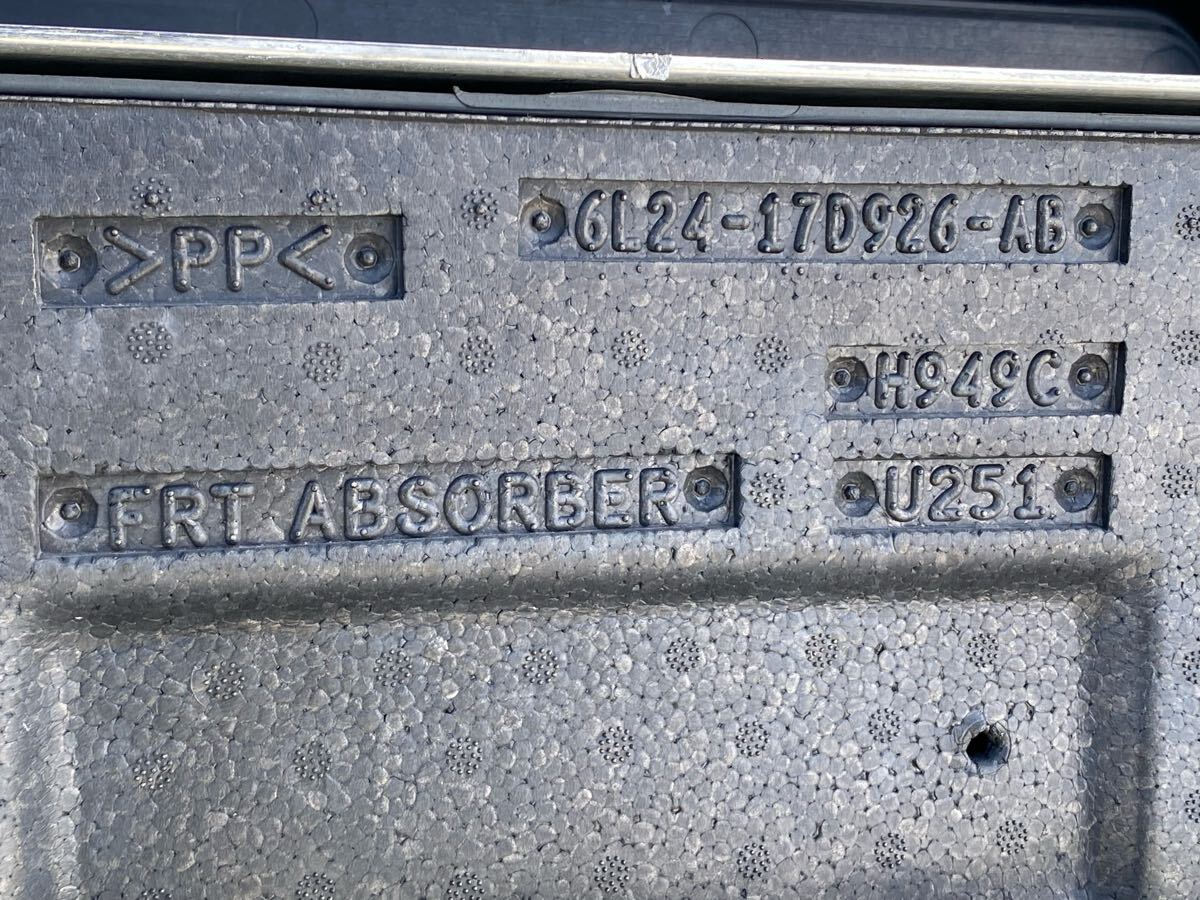 >PP<
6L24-17D926-AB
H949C
FRT ABSORBER
U251